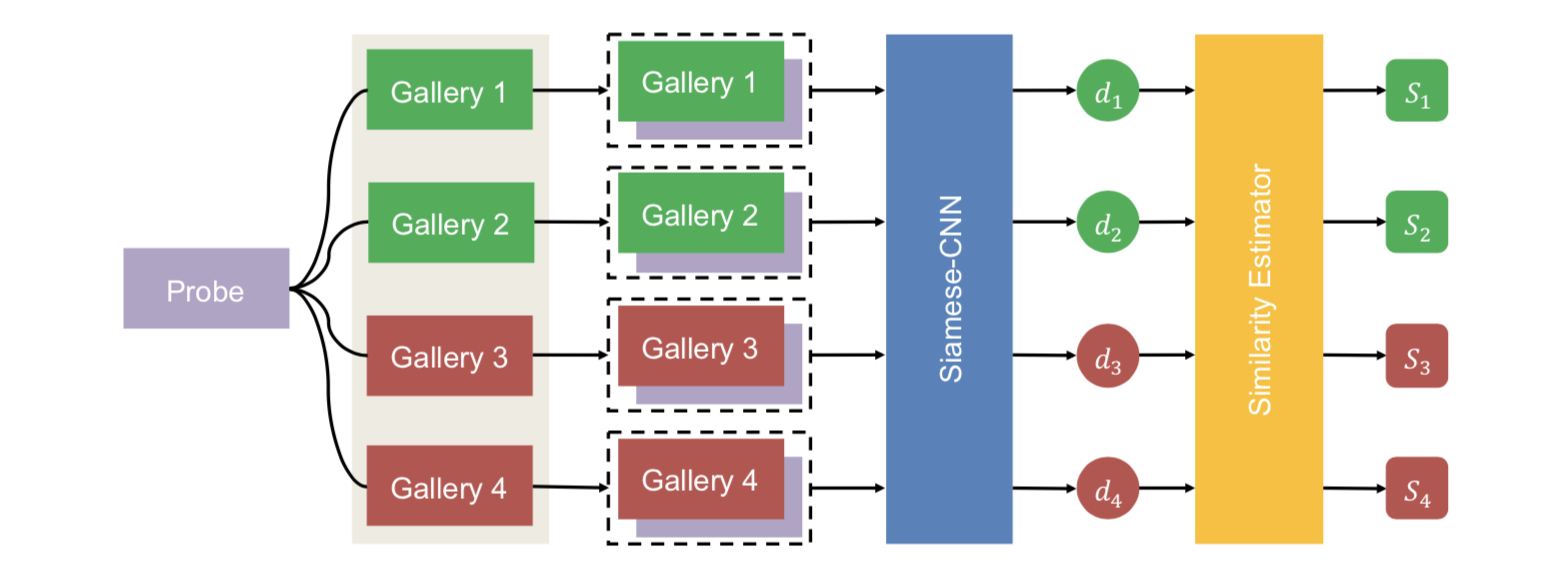 Probe
Gallery 1
Gallery 2
Gallery 3
Gallery 4
Gallery 1
Gallery 2
Gallery 3
Gallery 4
Siamese-CNN
d₁
d₂
d₃
d₄
Similarity Estimator
S₁
S₂
S₃
S₄